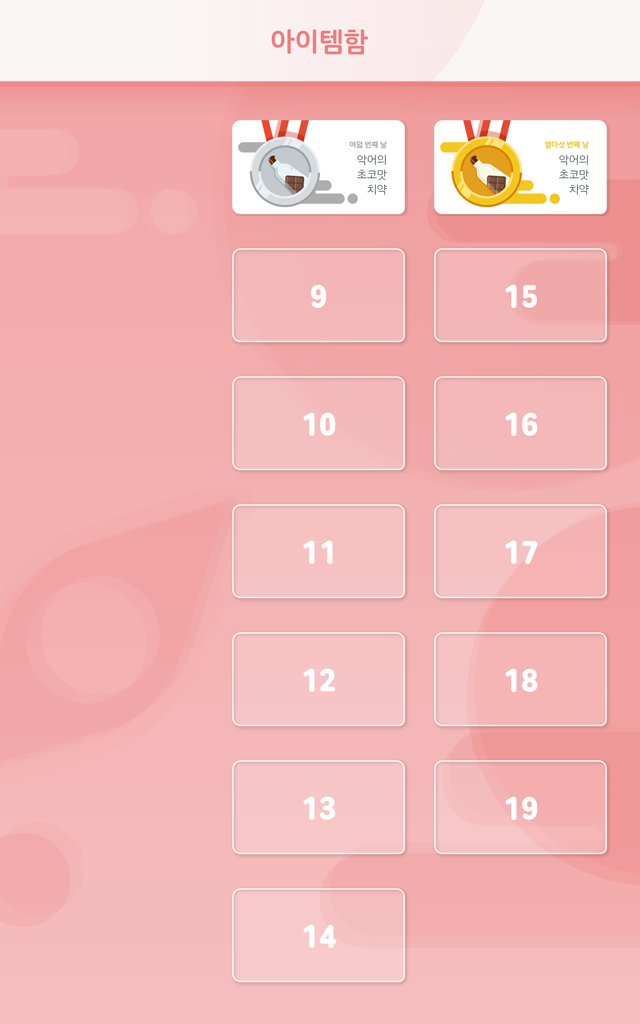 아이템함
여덟 번째 날
악어의
초코맛
치약
열다섯 번째 날
악어의
초코맛
치약
9
15
10
16
11
17
12
18
13
19
14